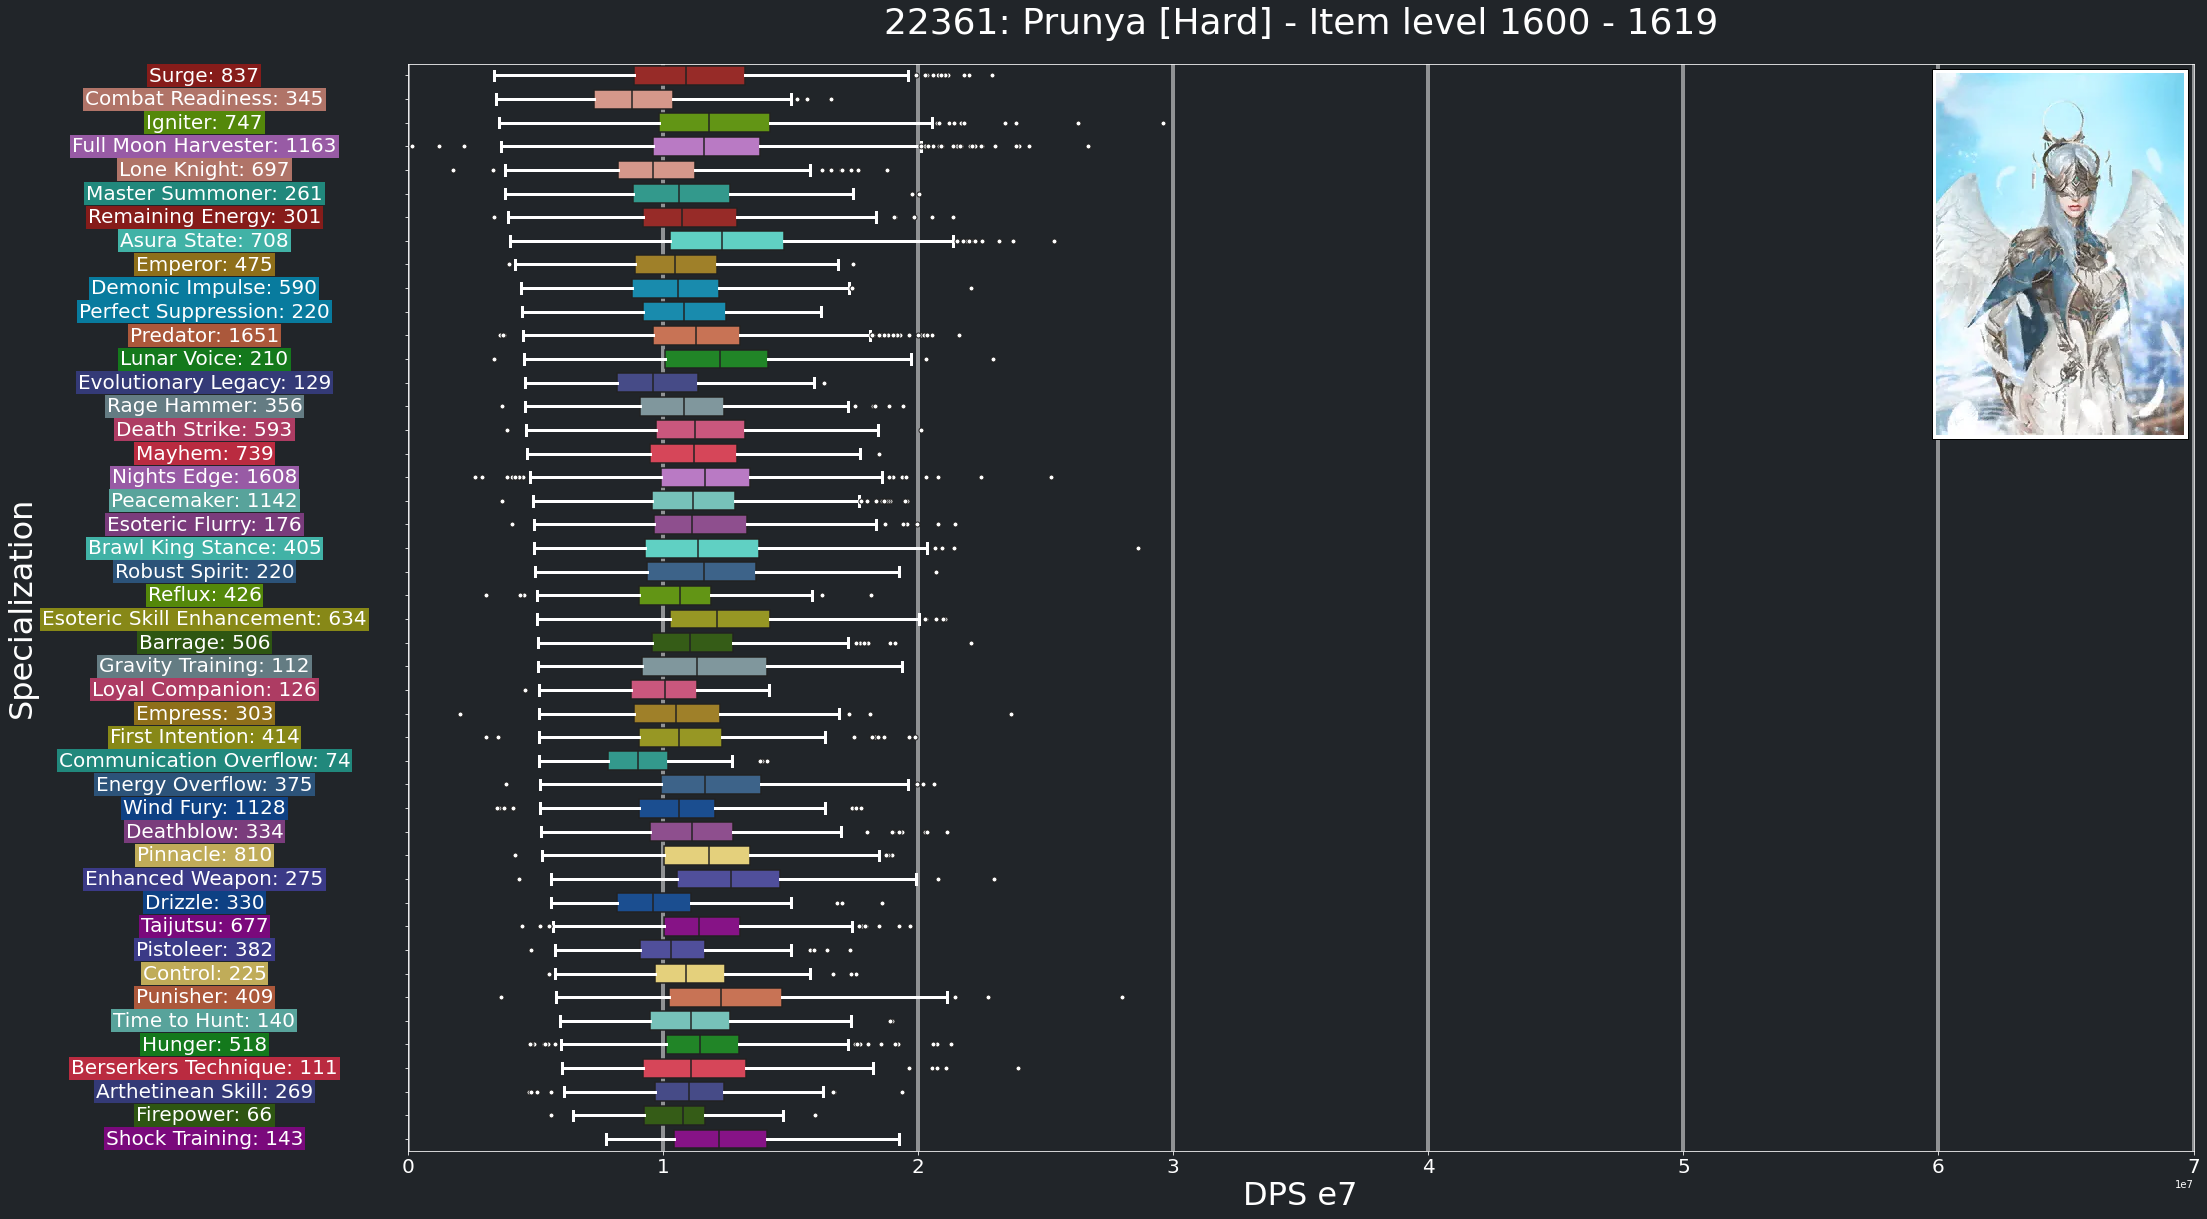 22361: Prunya [Hard] - Item level 1600 - 1619
Specialization
Surge: 837
Combat Readiness: 345
Igniter: 747
Full Moon Harvester: 1163
Lone Knight: 697
Master Summoner: 261
Remaining Energy: 301
Asura State: 708
Emperor: 475
Demonic Impulse: 590
Perfect Suppression: 220
Predator: 1651
Lunar Voice: 210
Evolutionary Legacy: 129
Rage Hammer: 356
Death Strike: 593
Mayhem: 739
Nights Edge: 1608
Peacemaker: 1142
Esoteric Flurry: 176
Brawl King Stance: 405
Robust Spirit: 220
Reflux: 426
Esoteric Skill Enhancement: 634
Barrage: 506
Gravity Training: 112
Loyal Companion: 126
Empress: 303
First Intention: 414
Communication Overflow: 74
Energy Overflow: 375
Wind Fury: 1128
Deathblow: 334
Pinnacle: 810
Enhanced Weapon: 275
Drizzle: 330
Taijutsu: 677
Pistoleer: 382
Control: 225
Punisher: 409
Time to Hunt: 140
Hunger: 518
Berserkers Technique: 111
Arthetinean Skill: 269
Firepower: 66
Shock Training: 143
0 1 2 3 4 5 6 7
1e7
DPS e7